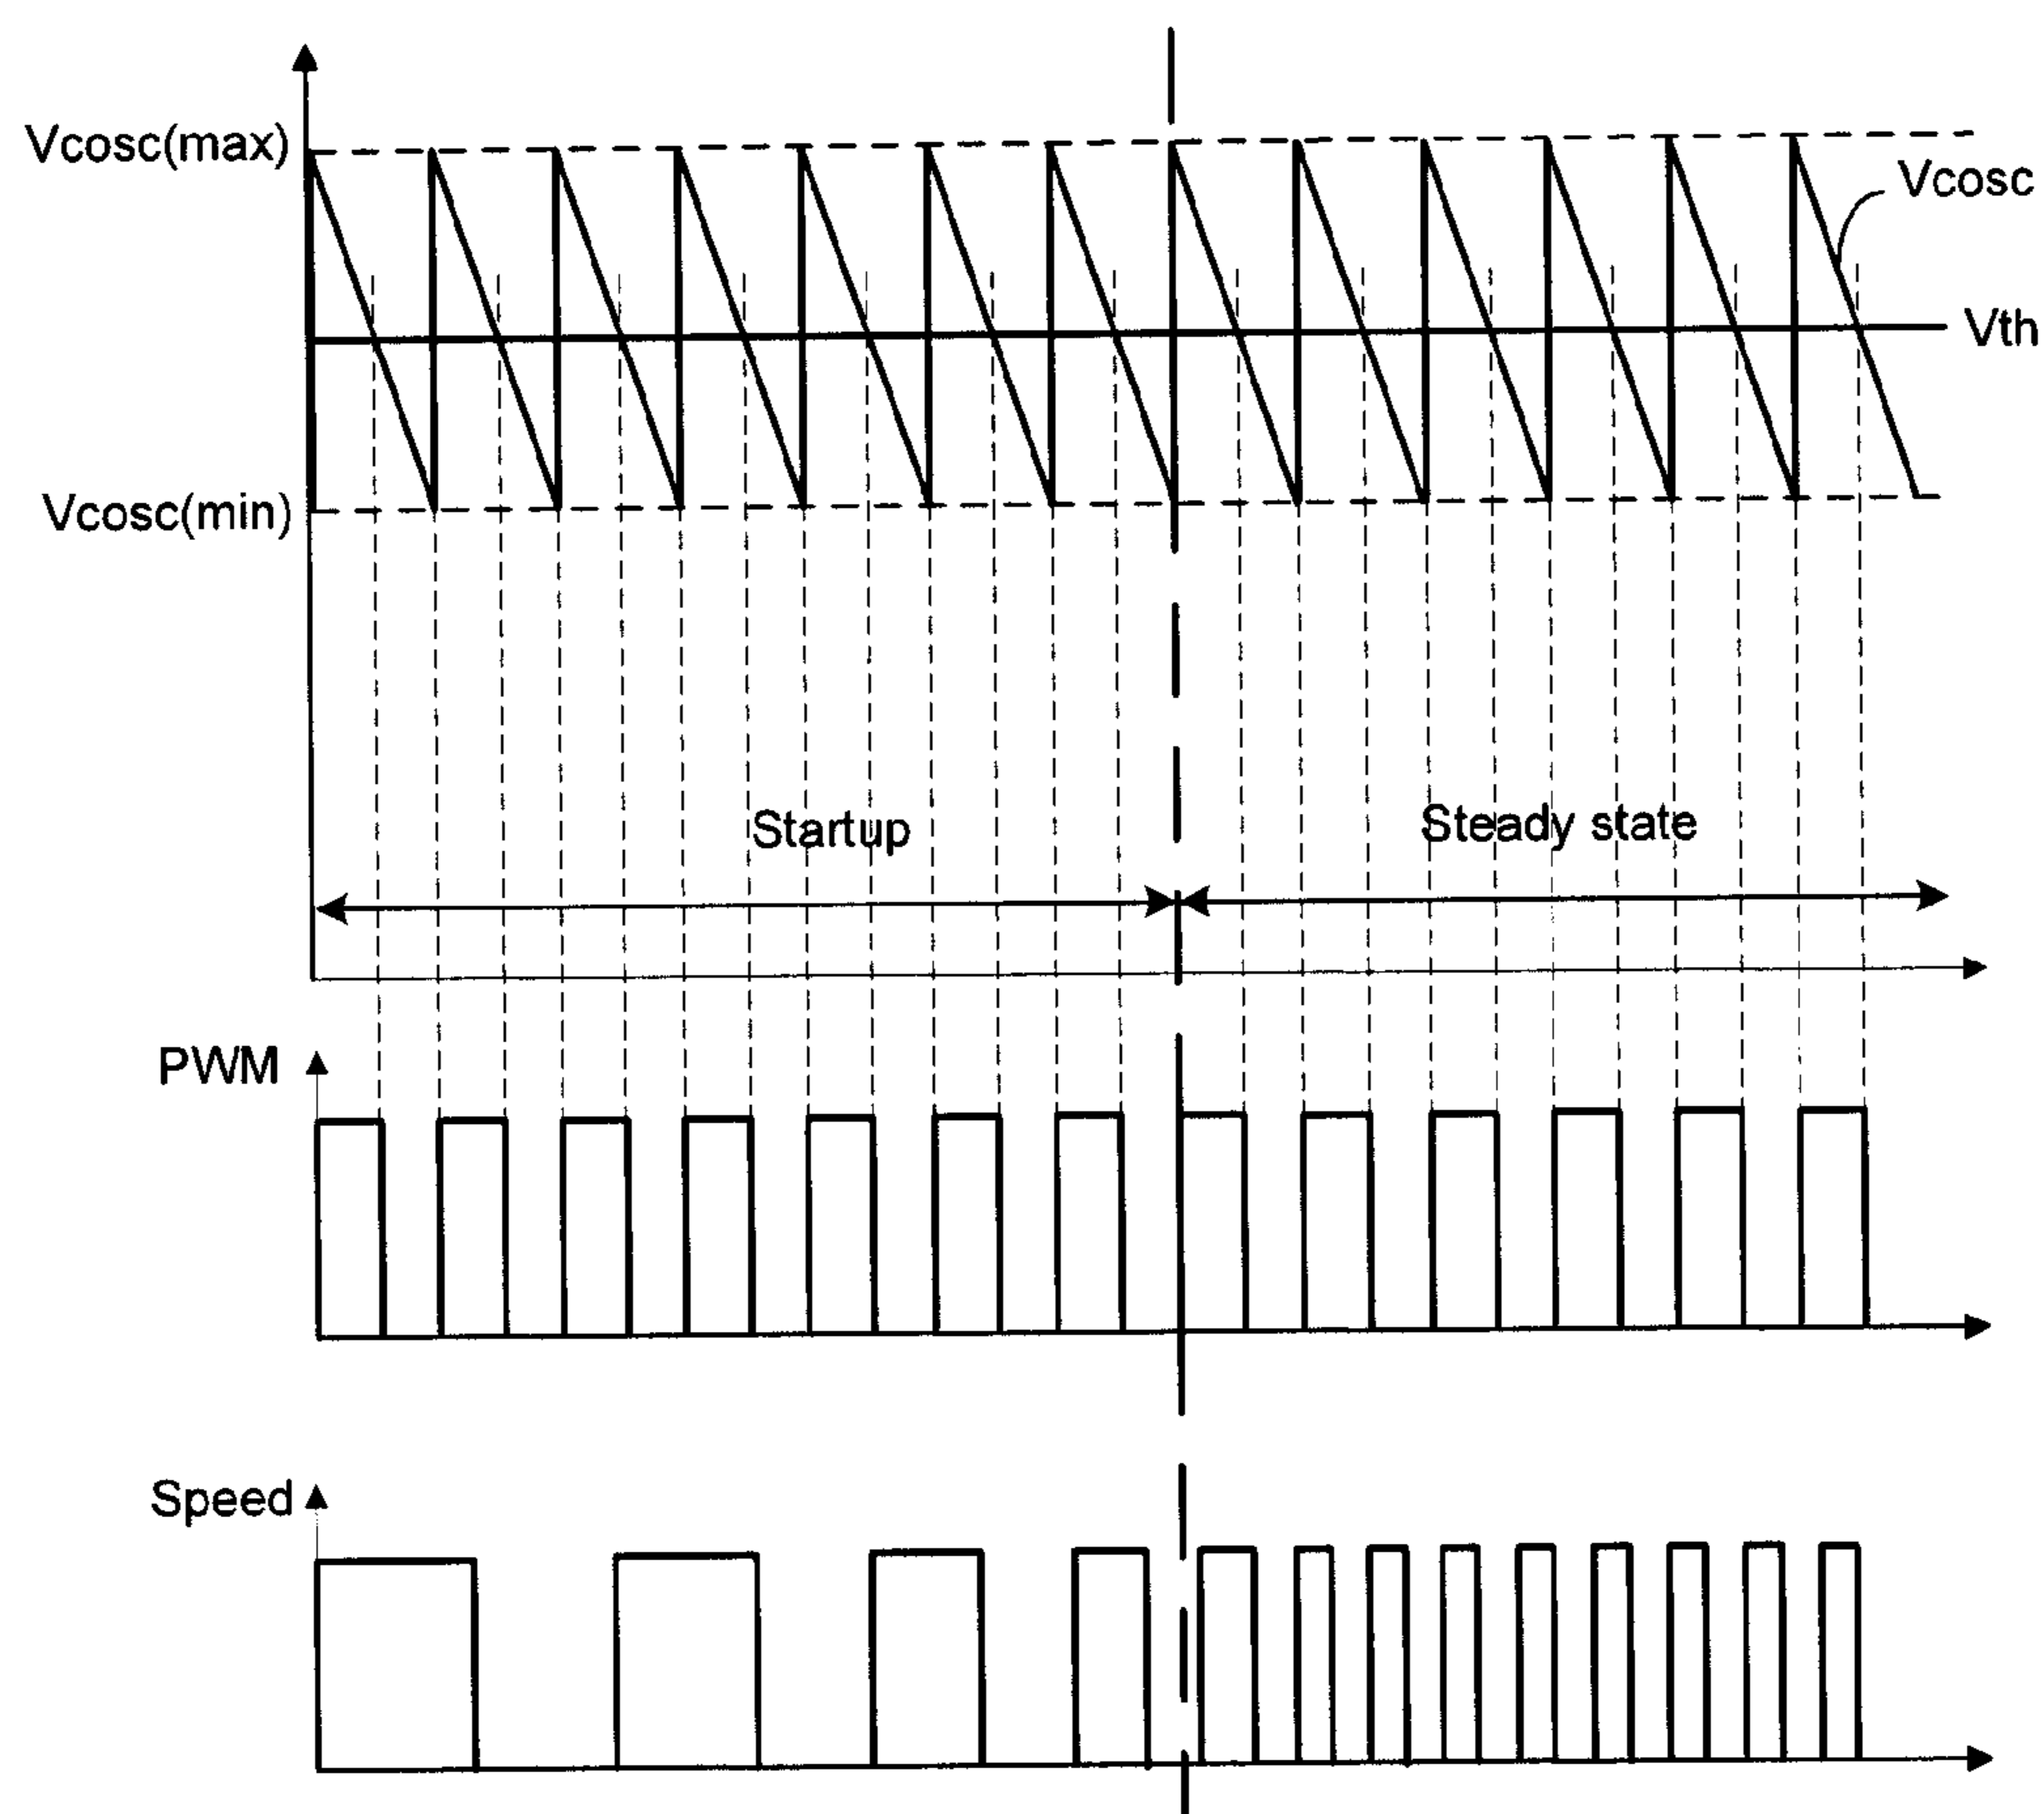 Vcosc(max)
Vcosc
Vth
Vcosc(min)
Startup
Steady state
PWM
Speed